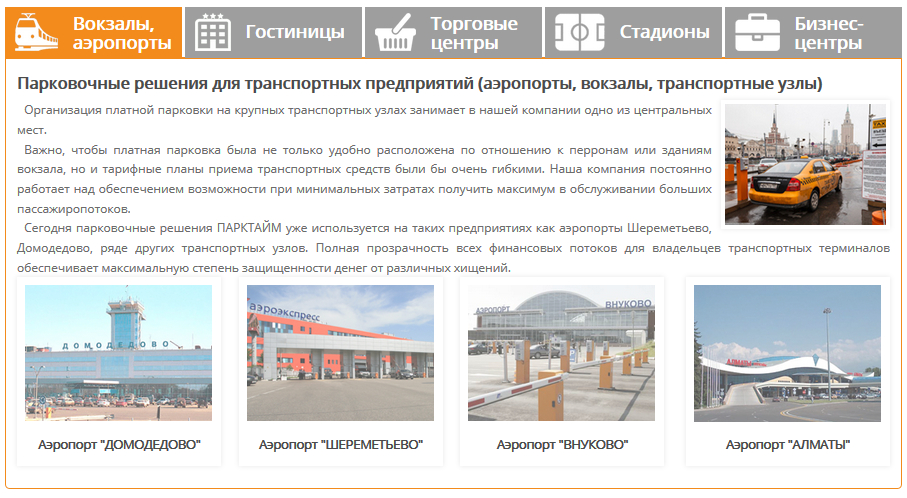 Вокзалы,
аэропорты
Гостиницы
Торговые
центры
Стадионы
Бизнес-
центры
Парковочные решения для транспортных предприятий (аэропорты, вокзалы, транспортные узлы)
Организация платной парковки на крупных транспортных узлах занимает в нашей компании одно из центральных
мест.
Важно, чтобы платная парковка была не только удобно расположена по отношению к перронам или зданиям
вокзала, но и тарифные планы приема транспортных средств были бы очень гибкими. Наша компания постоянно
работает над обеспечением возможности при минимальных затратах получить максимум в обслуживании больших
пассажиропотоков.
Сегодня парковочные решения ПАРКТАЙМ уже используется на таких предприятиях как аэропорты Шереметьево,
Домодедово, ряде других транспортных узлов. Полная прозрачность всех финансовых потоков для владельцев транспортных терминалов
обеспечивает максимальную степень защищенности денег от различных хищений.
ДОМОДЕДОВО
аэроэкспресс
АЭРОПОРТ ВНУКОВО
АЛМАТЫ
Аэропорт "ДОМОДЕДОВО"
Аэропорт "ШЕРЕМЕТЬЕВО"
Аэропорт "ВНУКОВО"
Аэропорт "АЛМАТЫ"